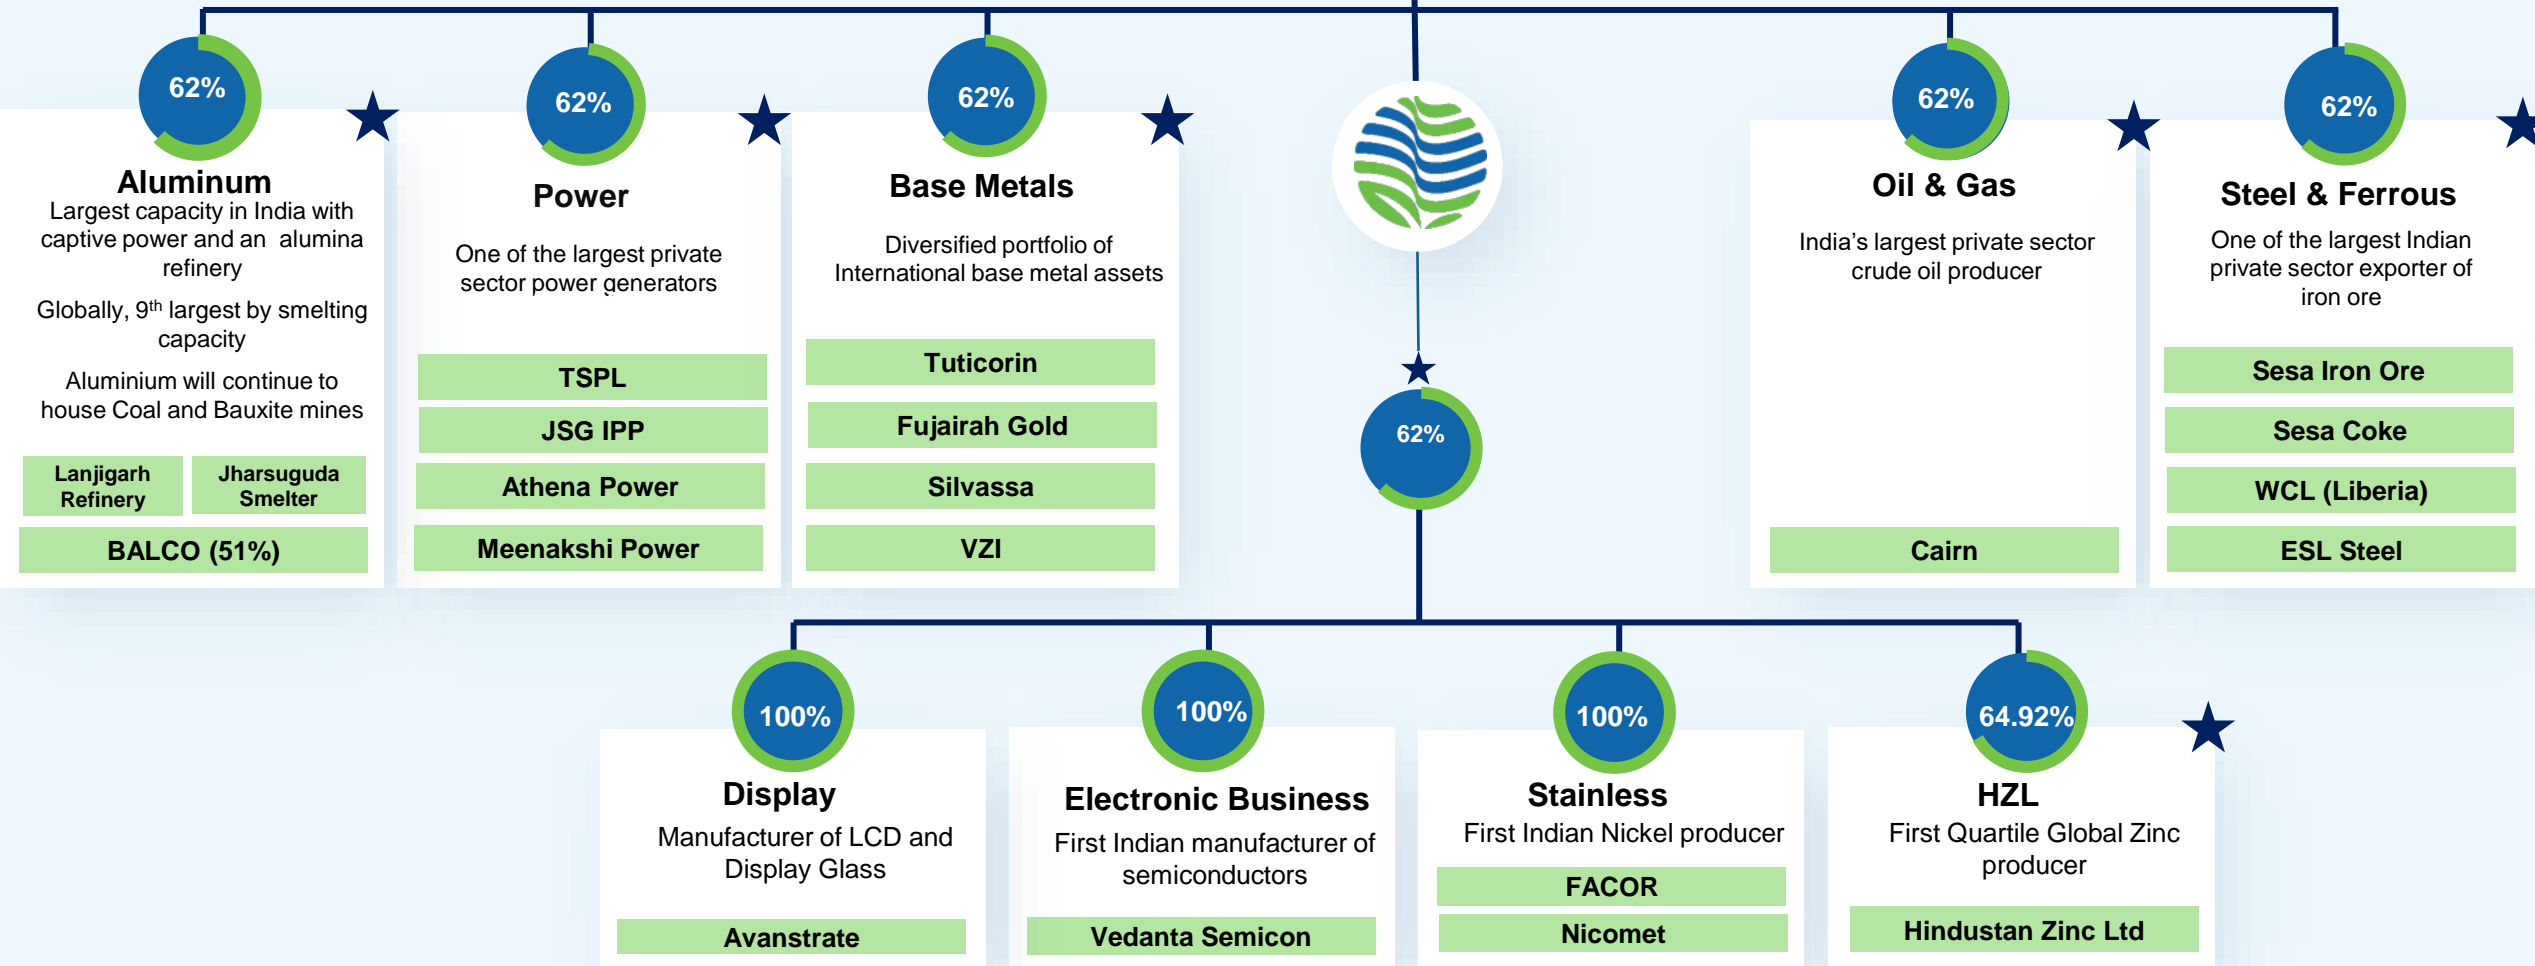 62%
Aluminum
Largest capacity in India with
captive power and an alumina
refinery
Globally, 9th largest by smelting
capacity
Aluminium will continue to
house Coal and Bauxite mines
Lanjigarh
Refinery
Jharsuguda
Smelter
BALCO (51%)
62%
Power
One of the largest private
sector power generators
TSPL
JSG IPP
Athena Power
Meenakshi Power
62%
Base Metals
Diversified portfolio of
International base metal assets
Tuticorin
Fujairah Gold
Silvassa
VZI
62%
62%
Oil & Gas
India’s largest private sector
crude oil producer
Cairn
62%
Steel & Ferrous
One of the largest Indian
private sector exporter of
iron ore
Sesa Iron Ore
Sesa Coke
WCL (Liberia)
ESL Steel
100%
Display
Manufacturer of LCD and
Display Glass
Avanstrate
100%
Electronic Business
First Indian manufacturer of
semiconductors
Vedanta Semicon
100%
Stainless
First Indian Nickel producer
FACOR
Nicomet
64.92%
HZL
First Quartile Global Zinc
producer
Hindustan Zinc Ltd